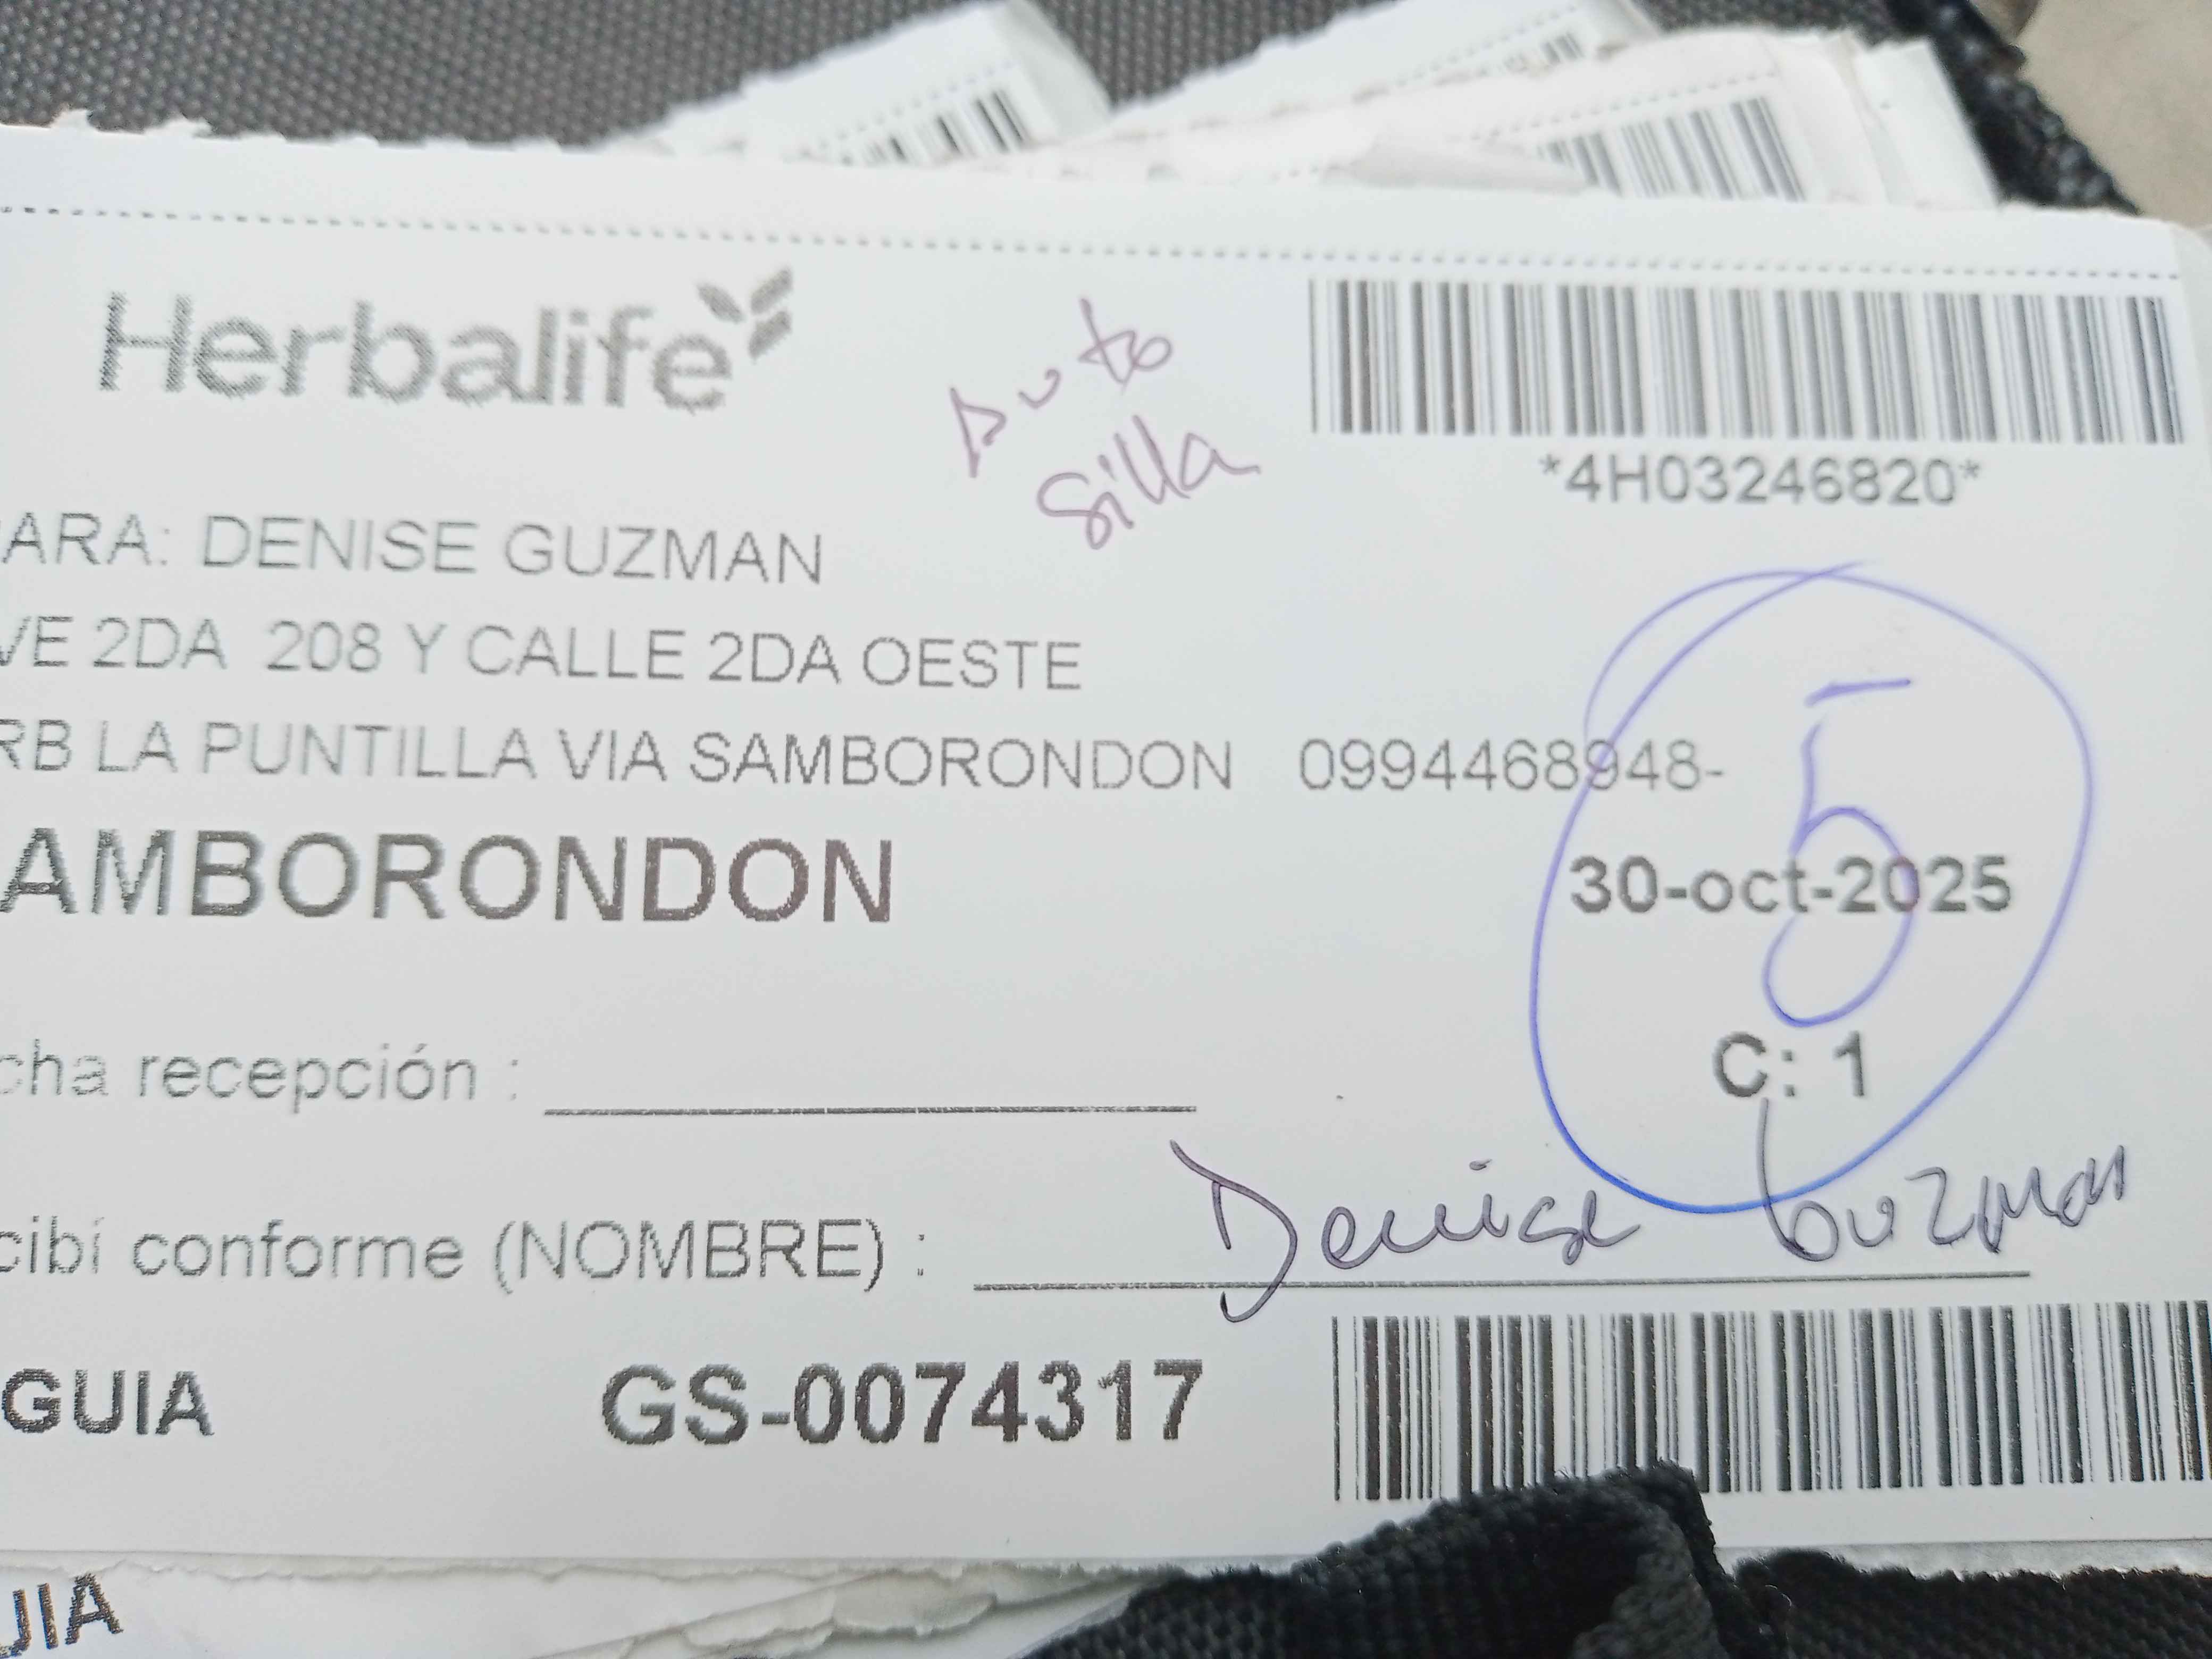 Herbalife
Auto
Silla
*4H03246820*
ARA: DENISE GUZMAN
VE 2DA 208 Y CALLE 2DA OESTE
RB LA PUNTILLA VIA SAMBORONDON 0994468948-
5
AMBORONDON
30-oct-2025
C: 1
cha recepción :
cibí conforme (NOMBRE) : Denise Guzman
GUIA GS-0074317
UIA